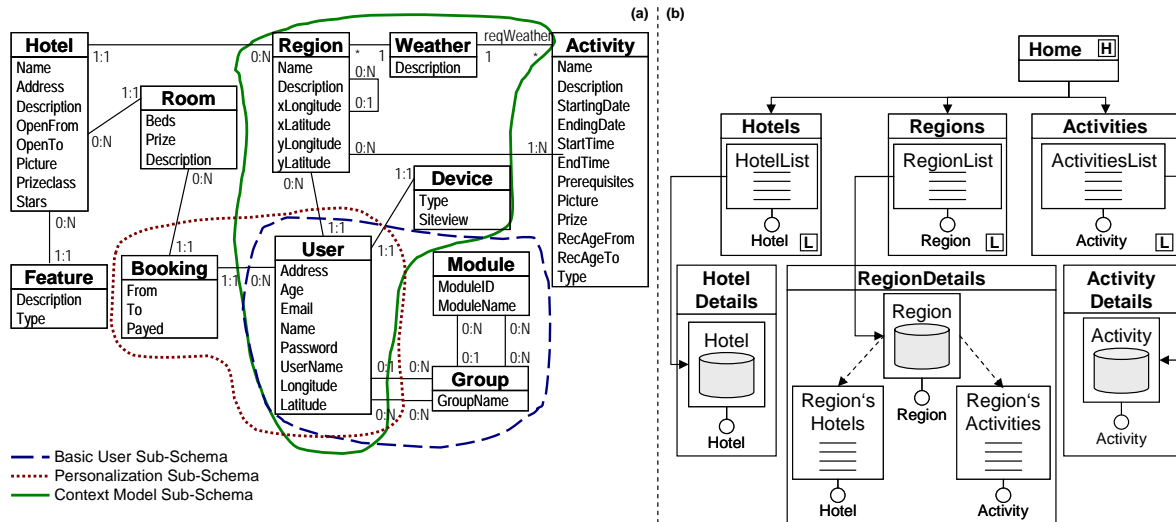 (a)
Hotel
Name
Address
Description
OpenFrom
OpenTo
Picture
Prizeclass
Stars
1:1
0:N
Region
Name
Description
xLongitude
xLatitude
yLongitude
yLatitude
*
1
0:N
0:1
Weather
Description
reqWeather
1
*
Activity
Name
Description
StartingDate
EndingDate
StartTime
EndTime
Prerequisites
Picture
Prize
RecAgeFrom
RecAgeTo
Type
0:N
1:N
1:1
0:N
Room
Beds
Prize
Description
0:N
1:1
0:N
1:1
Device
Type
Siteview
1:1
1:1
0:N
1:1
Feature
Description
Type
Booking
From
To
Payed
1:1
0:N
User
Address
Age
Email
Name
Password
UserName
Longitude
Latitude
Module
ModuleID
ModuleName
0:N
0:N
0:1
0:N
0:1
0:N
0:N
0:N
Group
GroupName
Basic User Sub-Schema
Personalization Sub-Schema
Context Model Sub-Schema
(b)
Home
H
Hotels
HotelList
Hotel
L
Regions
RegionList
Region
L
Activities
ActivitiesList
Activity
L
Hotel
Details
Hotel
Hotel
RegionDetails
Region
Region
Region's
Hotels
Hotel
Region's
Activities
Activity
Activity
Details
Activity
Activity